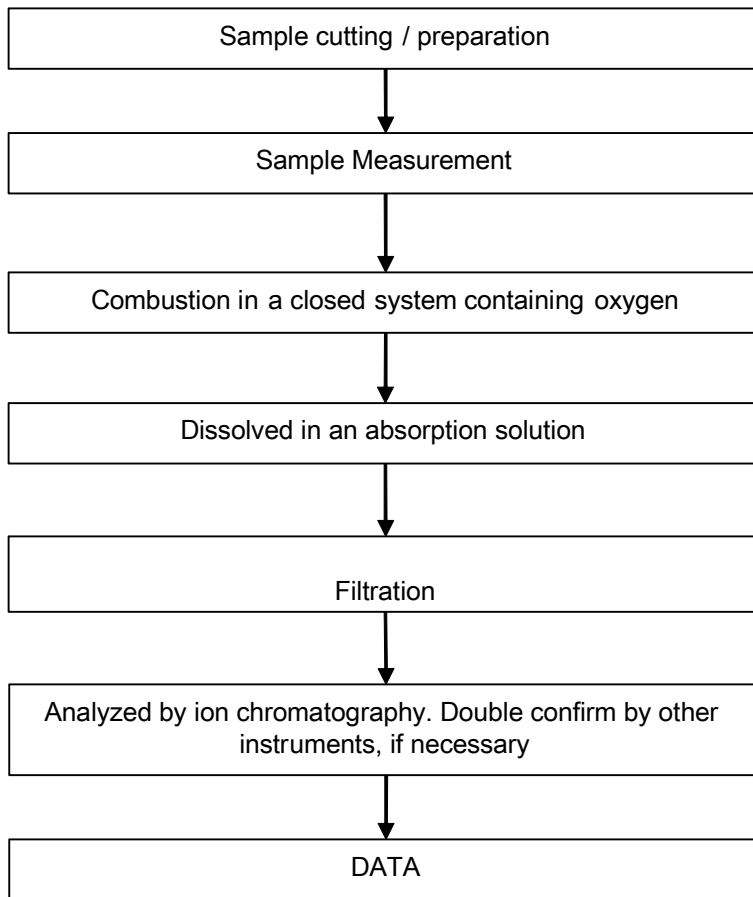 Sample cutting / preparation
Sample Measurement
Combustion in a closed system containing oxygen
Dissolved in an absorption solution
Filtration
Analyzed by ion chromatography. Double confirm by other
instruments, if necessary
DATA